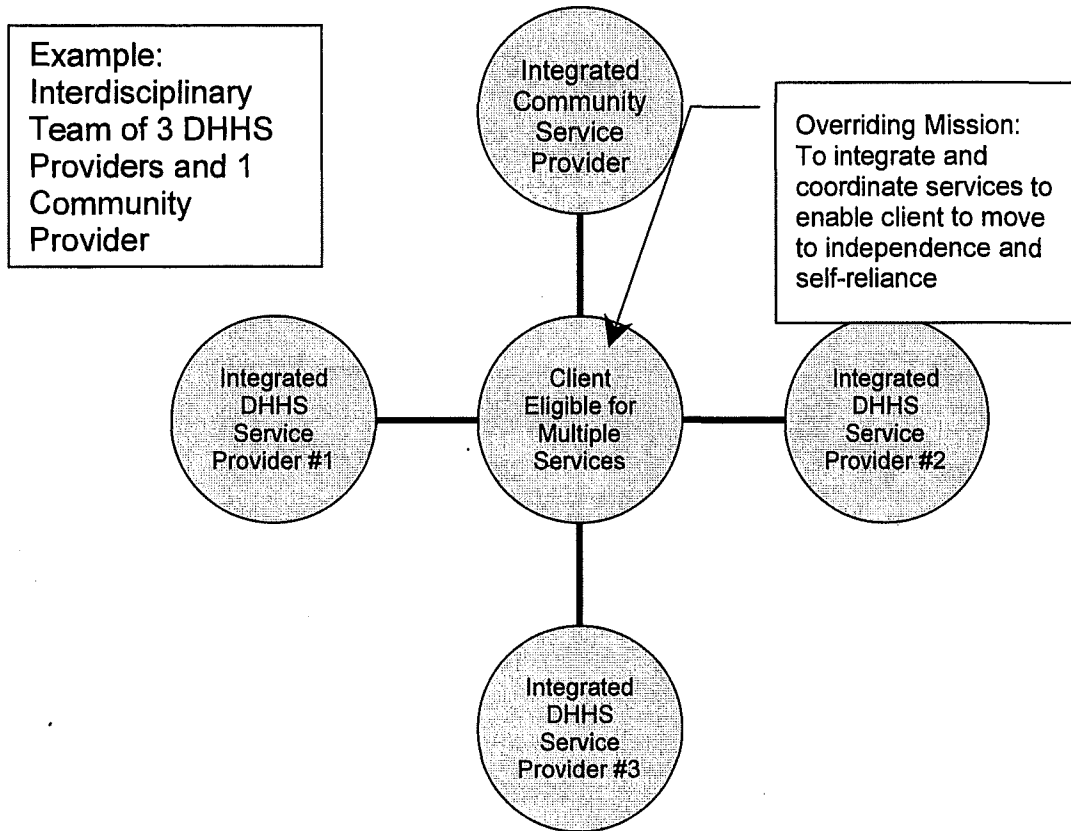 Example:
Interdisciplinary
Team of 3 DHHS
Providers and 1
Community
Provider
Integrated
Community
Service
Provider
Overriding Mission:
To integrate and
coordinate services to
enable client to move
to independence and
self-reliance
Integrated
DHHS
Service
Provider #1
Client
Eligible for
Multiple
Services
Integrated
DHHS
Service
Provider #2
Integrated
DHHS
Service
Provider #3